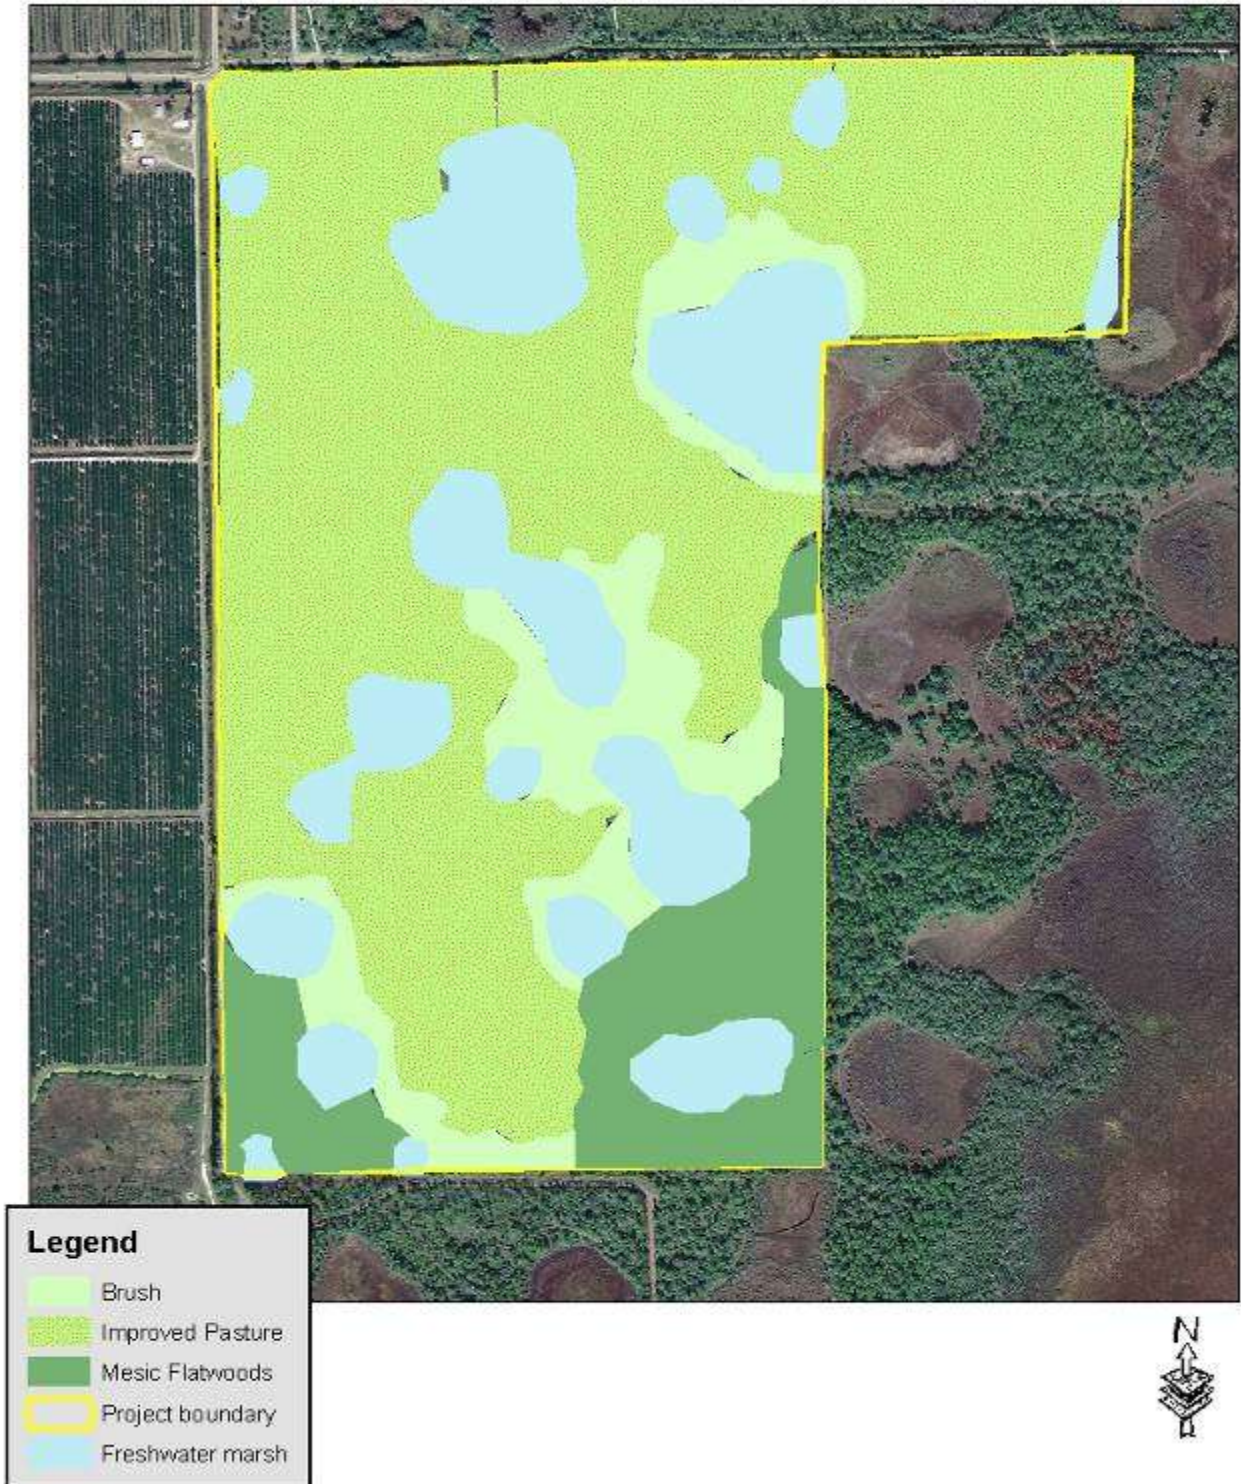 Legend
Brush
Improved Pasture
Mesic Flatwoods
Project boundary
Freshwater marsh
N